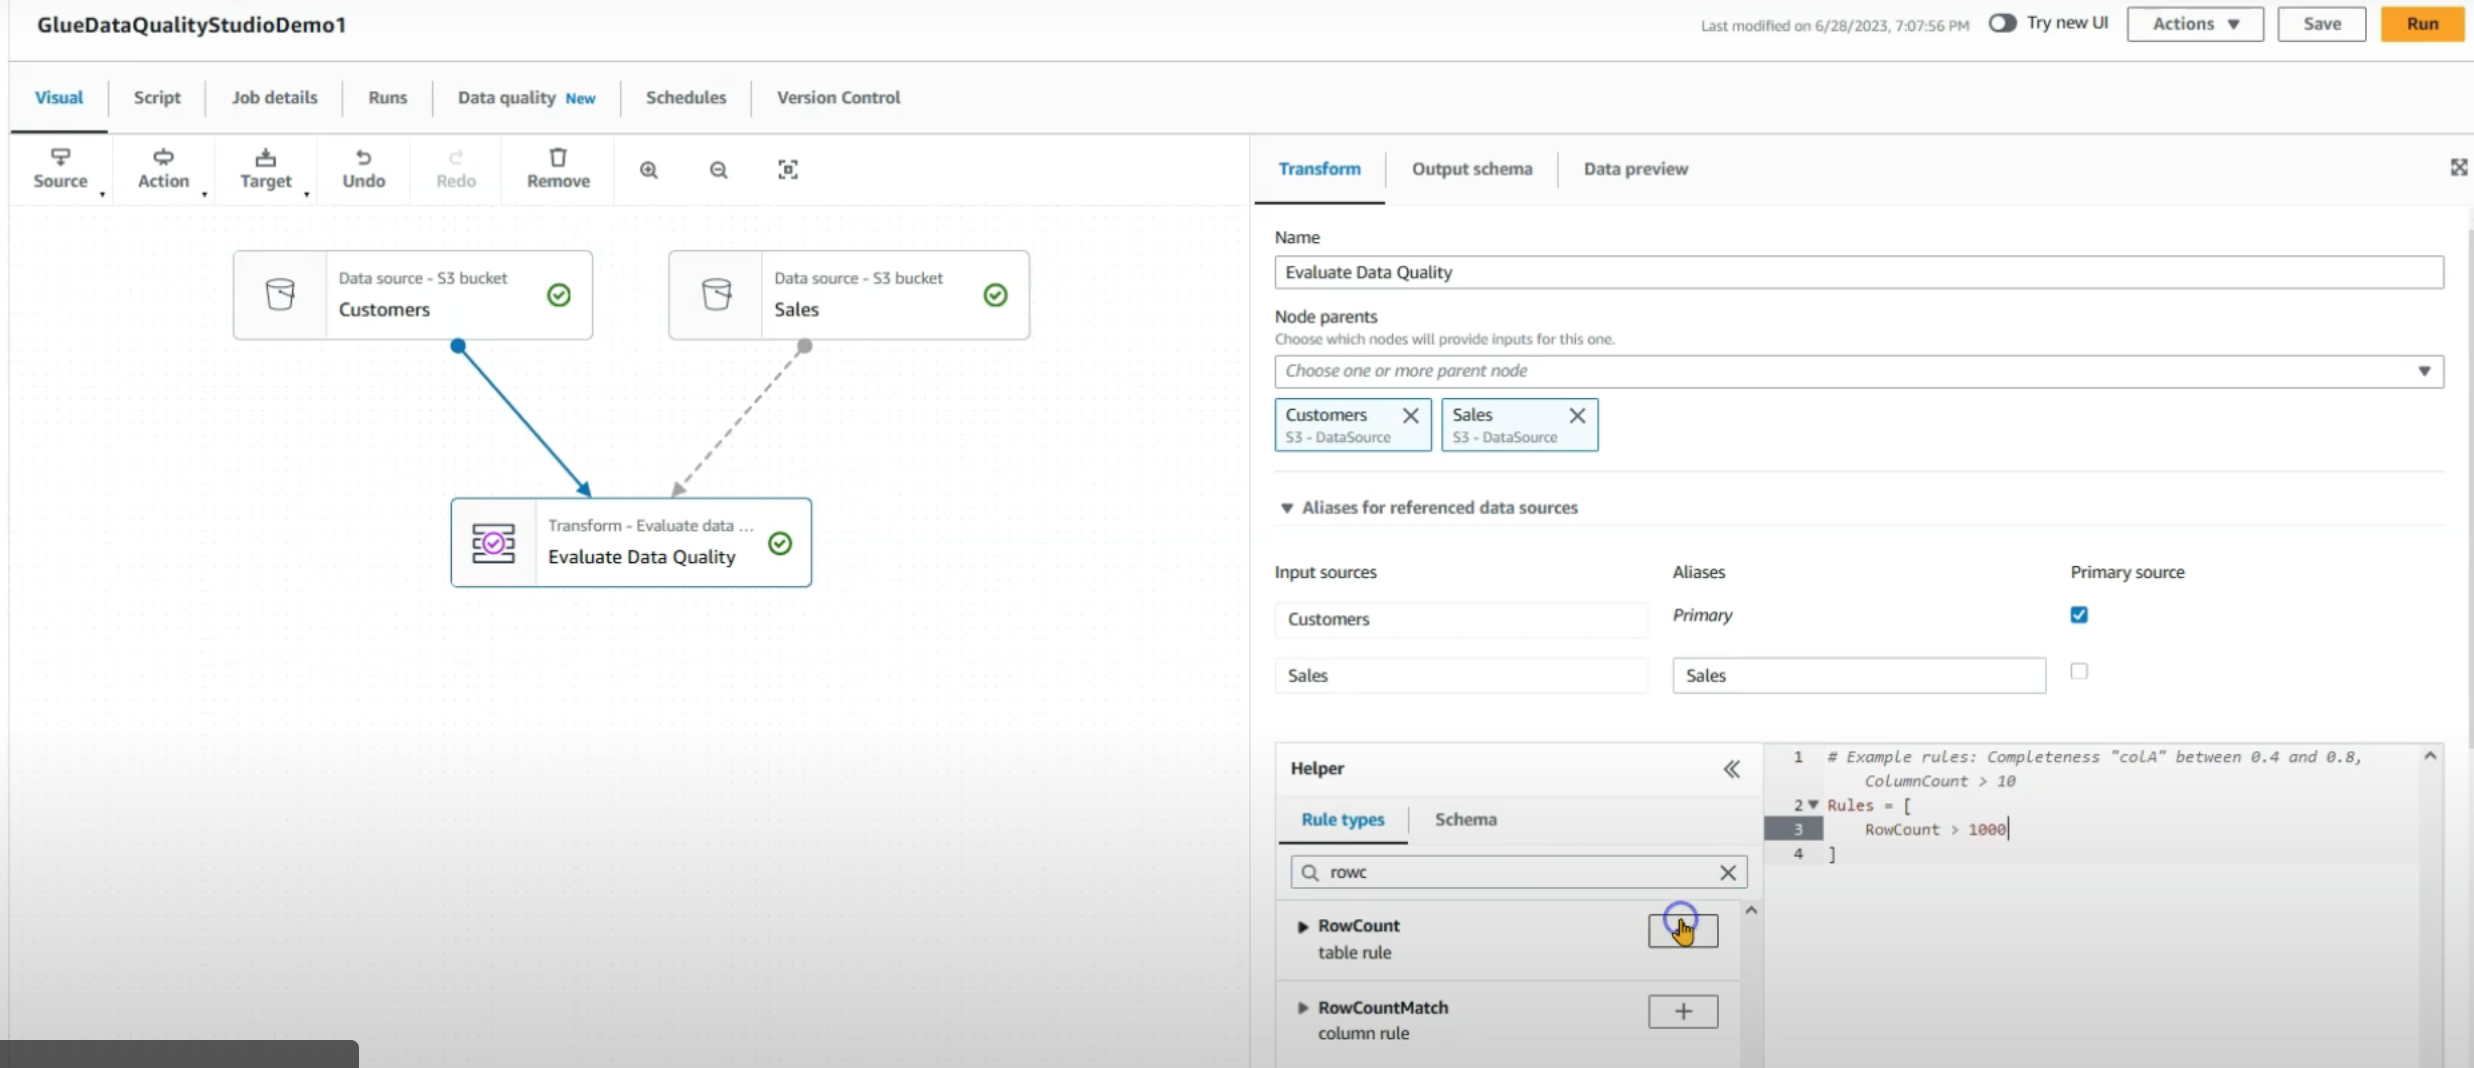 GlueDataQualityStudioDemo1
Last modified on 6/28/2023, 7:07:56 PM
Try new UI
Actions
Save
Run
Visual
Script
Job details
Runs
Data quality New
Schedules
Version Control
Source
Action
Target
Undo
Redo
Remove
Data source - S3 bucket
Customers
Data source - S3 bucket
Sales
Transform - Evaluate data ...
Evaluate Data Quality
Transform
Output schema
Data preview
Name
Evaluate Data Quality
Node parents
Choose which nodes will provide inputs for this one.
Choose one or more parent node
Customers
S3 - DataSource
Sales
S3 - DataSource
Aliases for referenced data sources
Input sources
Aliases
Primary source
Customers
Primary
Sales
Sales
Helper
Rule types
Schema
rowc
RowCount
table rule
RowCountMatch
column rule
1 # Example rules: Completeness "colA" between 0.4 and 0.8,
ColumnCount > 10
2 Rules = [
3 RowCount > 1000
4 ]